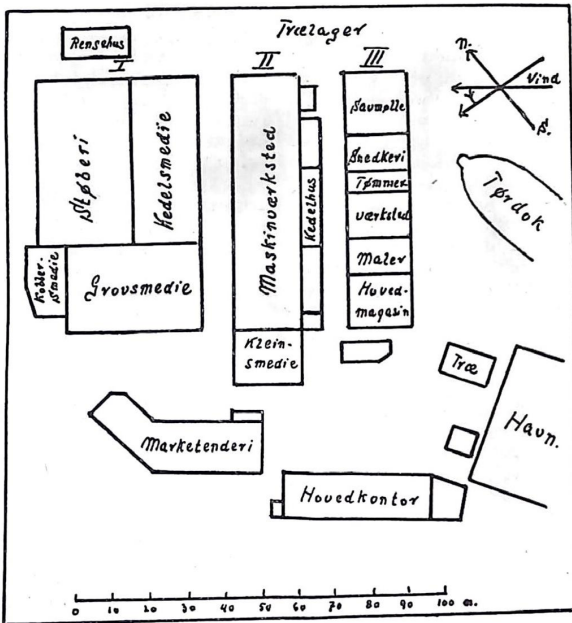 Trælager
Rensehus
I
II
III
n.
Vind
s.
Støberi
Kedelsmedie
Maskinværksted
Kedelhus
Savmølle
Snedkeri
Tømmer
værksted
Maler
Hoved-
magasin
Tørdok
Kobber-
smedie
Grovsmedie
Klein-
smedie
Træ
Havn.
Marketenderi
Hovedkontor
0 10 20 30 40 50 60 70 80 90 100 m.